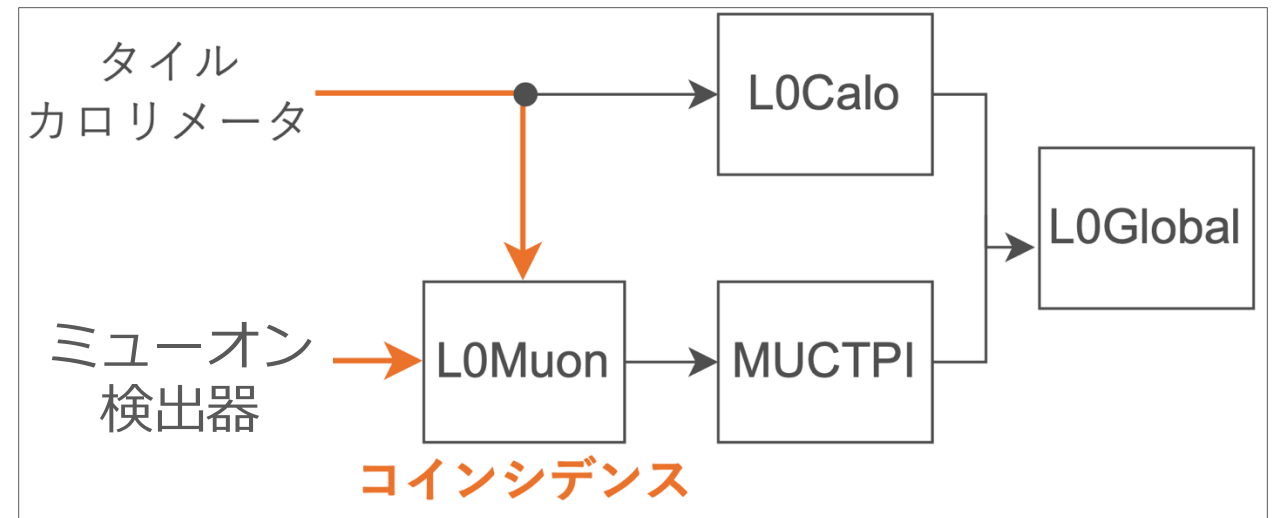 タイル
カロリメータ
L0Calo
L0Global
ミューオン
検出器
L0Muon
MUCTPI
コインシデンス